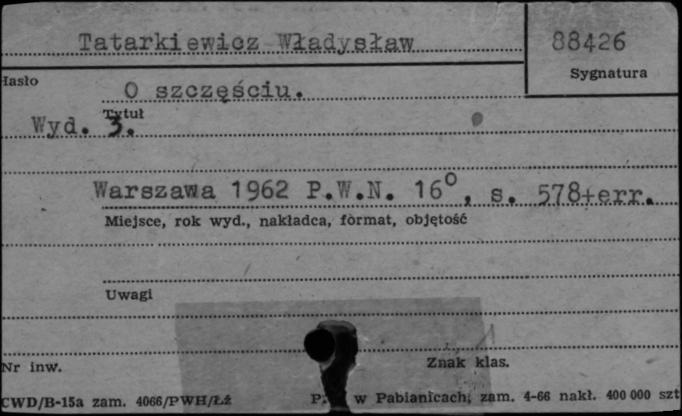 Tatarkiewicz Władysław
88426
Hasło
Sygnatura
O szczęściu.
Tytuł
Wyd. 3.
Warszawa 1962 P.W.N. 16⁰, s. 578+err.
Miejsce, rok wyd., nakładca, format, objętość
Uwagi
Nr inw.
Znak klas.
CWD/B-15a zam. 4066/PWH/Łź
P. w Pabianicach, zam. 4-66 nakł. 400 000 szt